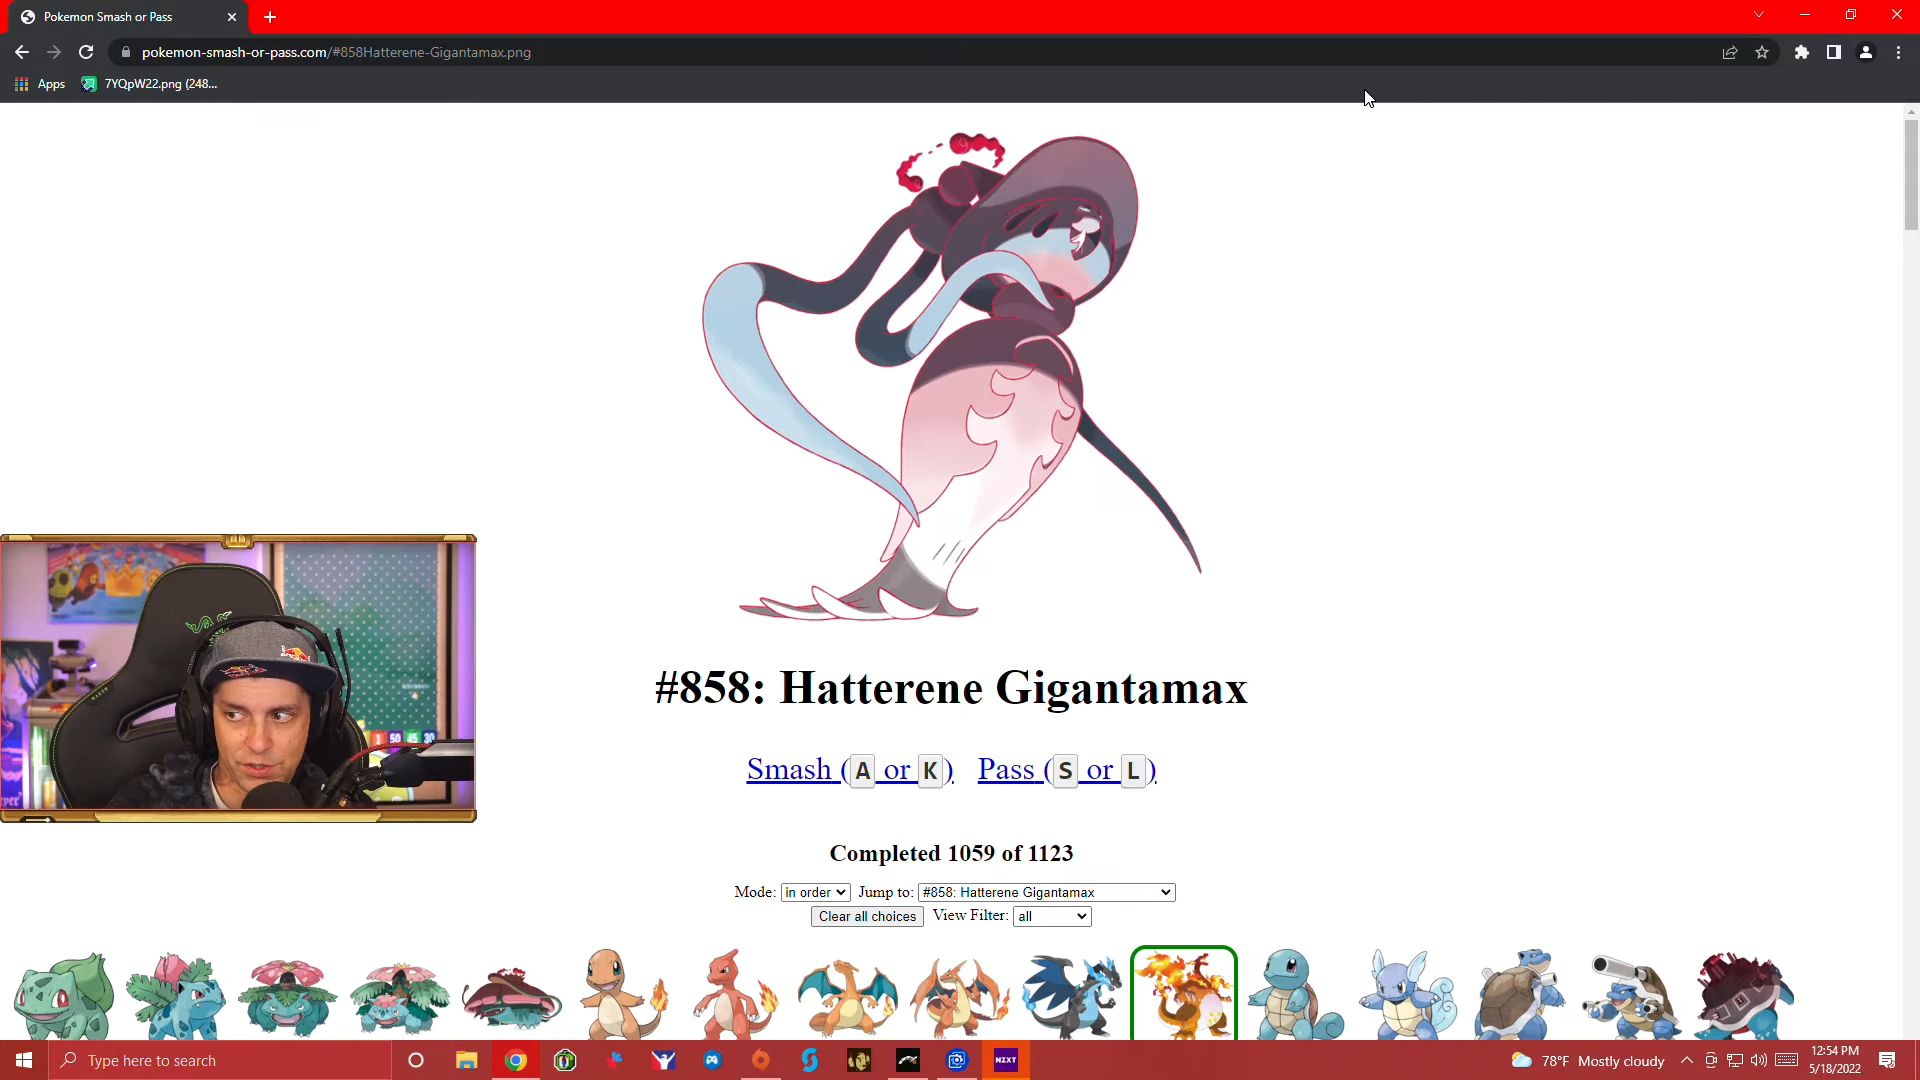 Pokemon Smash or Pass
pokemon-smash-or-pass.com/#858Hatterene-Gigantamax.png
Apps
7YQpW22.png (248...
#858: Hatterene Gigantamax
Smash (A or K) Pass (S or L)
Completed 1059 of 1123
Mode: in order Jump to: #858: Hatterene Gigantamax
Clear all choices View Filter: all
Type here to search
NZXT
78°F Mostly cloudy
12:54 PM
5/18/2022